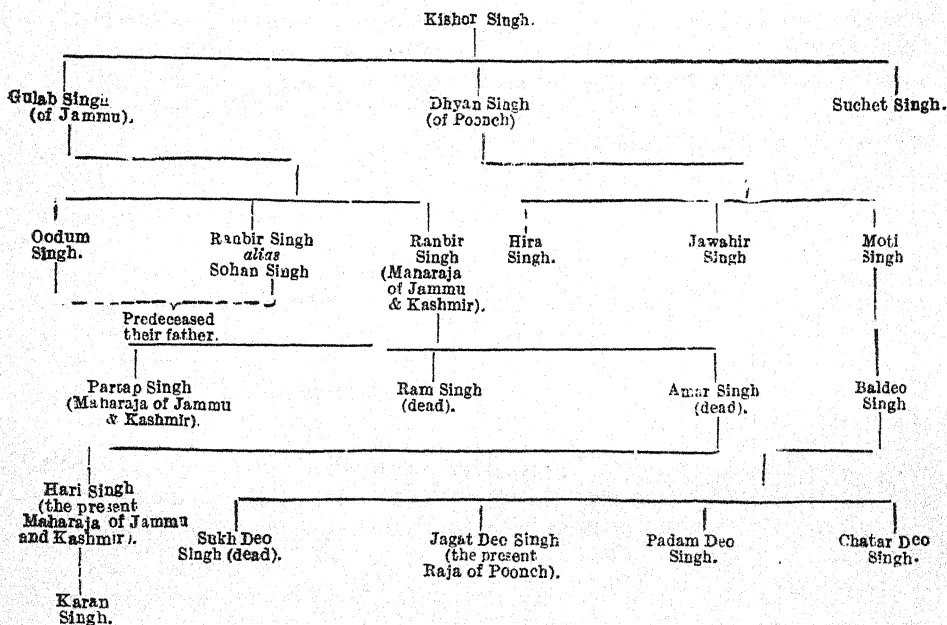 Kishor Singh.
Gulab Singh
(of Jammu).
Dhyan Singh
(of Poonch)
Suchet Singh.
Oodum
Singh.
Ranbir Singh
alias
Sohan Singh
Ranbir
Singh
(Maharaja
of Jammu
& Kashmir).
Hira
Singh.
Jawahir
Singh
Moti
Singh
Predeceased
their father.
Partap Singh
(Maharaja of Jammu
& Kashmir).
Ram Singh
(dead).
Amar Singh
(dead).
Baldeo
Singh
Hari Singh
(the present
Maharaja of Jammu
and Kashmir).
Sukh Deo
Singh (dead).
Jagat Deo Singh
(the present
Raja of Poonch).
Padam Deo
Singh.
Chatar Deo
Singh.
Karan
Singh.